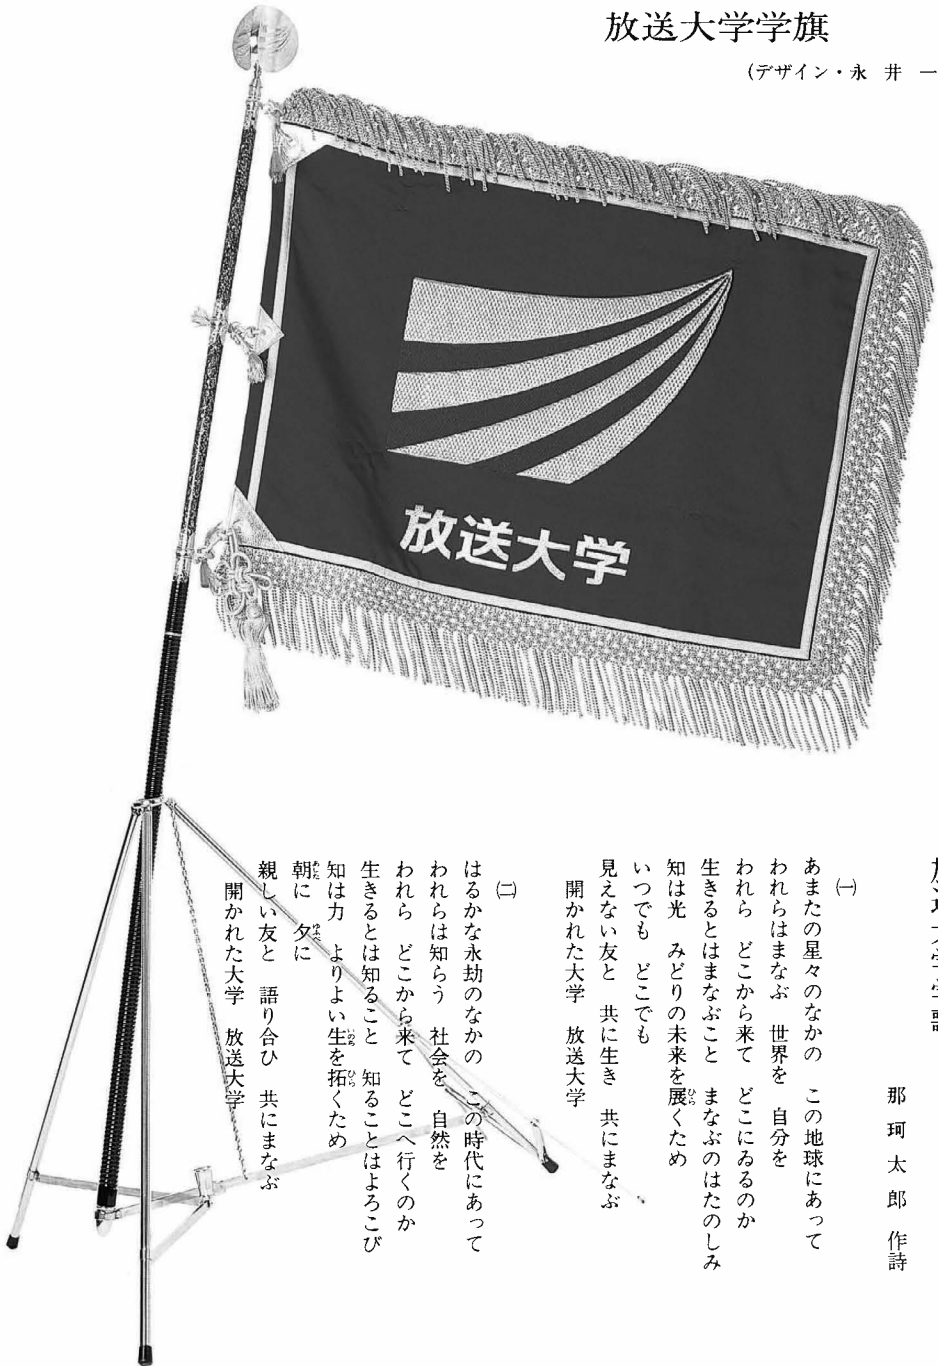 放送大学学旗
(デザイン・永 井 一
放送大学
那 珂 太 郎 作詩
㈠
あまたの星々のなかの この地球にあって
われらはまなぶ 世界を 自分を
われら どこから来て どこにゐるのか
生きるとはまなぶこと まなぶのはたのしみ
知は光 みどりの未来を展くため
いつでも どこでも
見えない友と 共に生き 共にまなぶ
開かれた大学 放送大学
㈡
はるかな永劫のなかの この時代にあって
われらは知らう 社会を 自然を
われら どこから来て どこへ行くのか
生きるとは知ること 知ることはよろこび
知は力 よりよい生を拓くため
朝に 夕に
親しい友と 語り合ひ 共にまなぶ
開かれた大学 放送大学